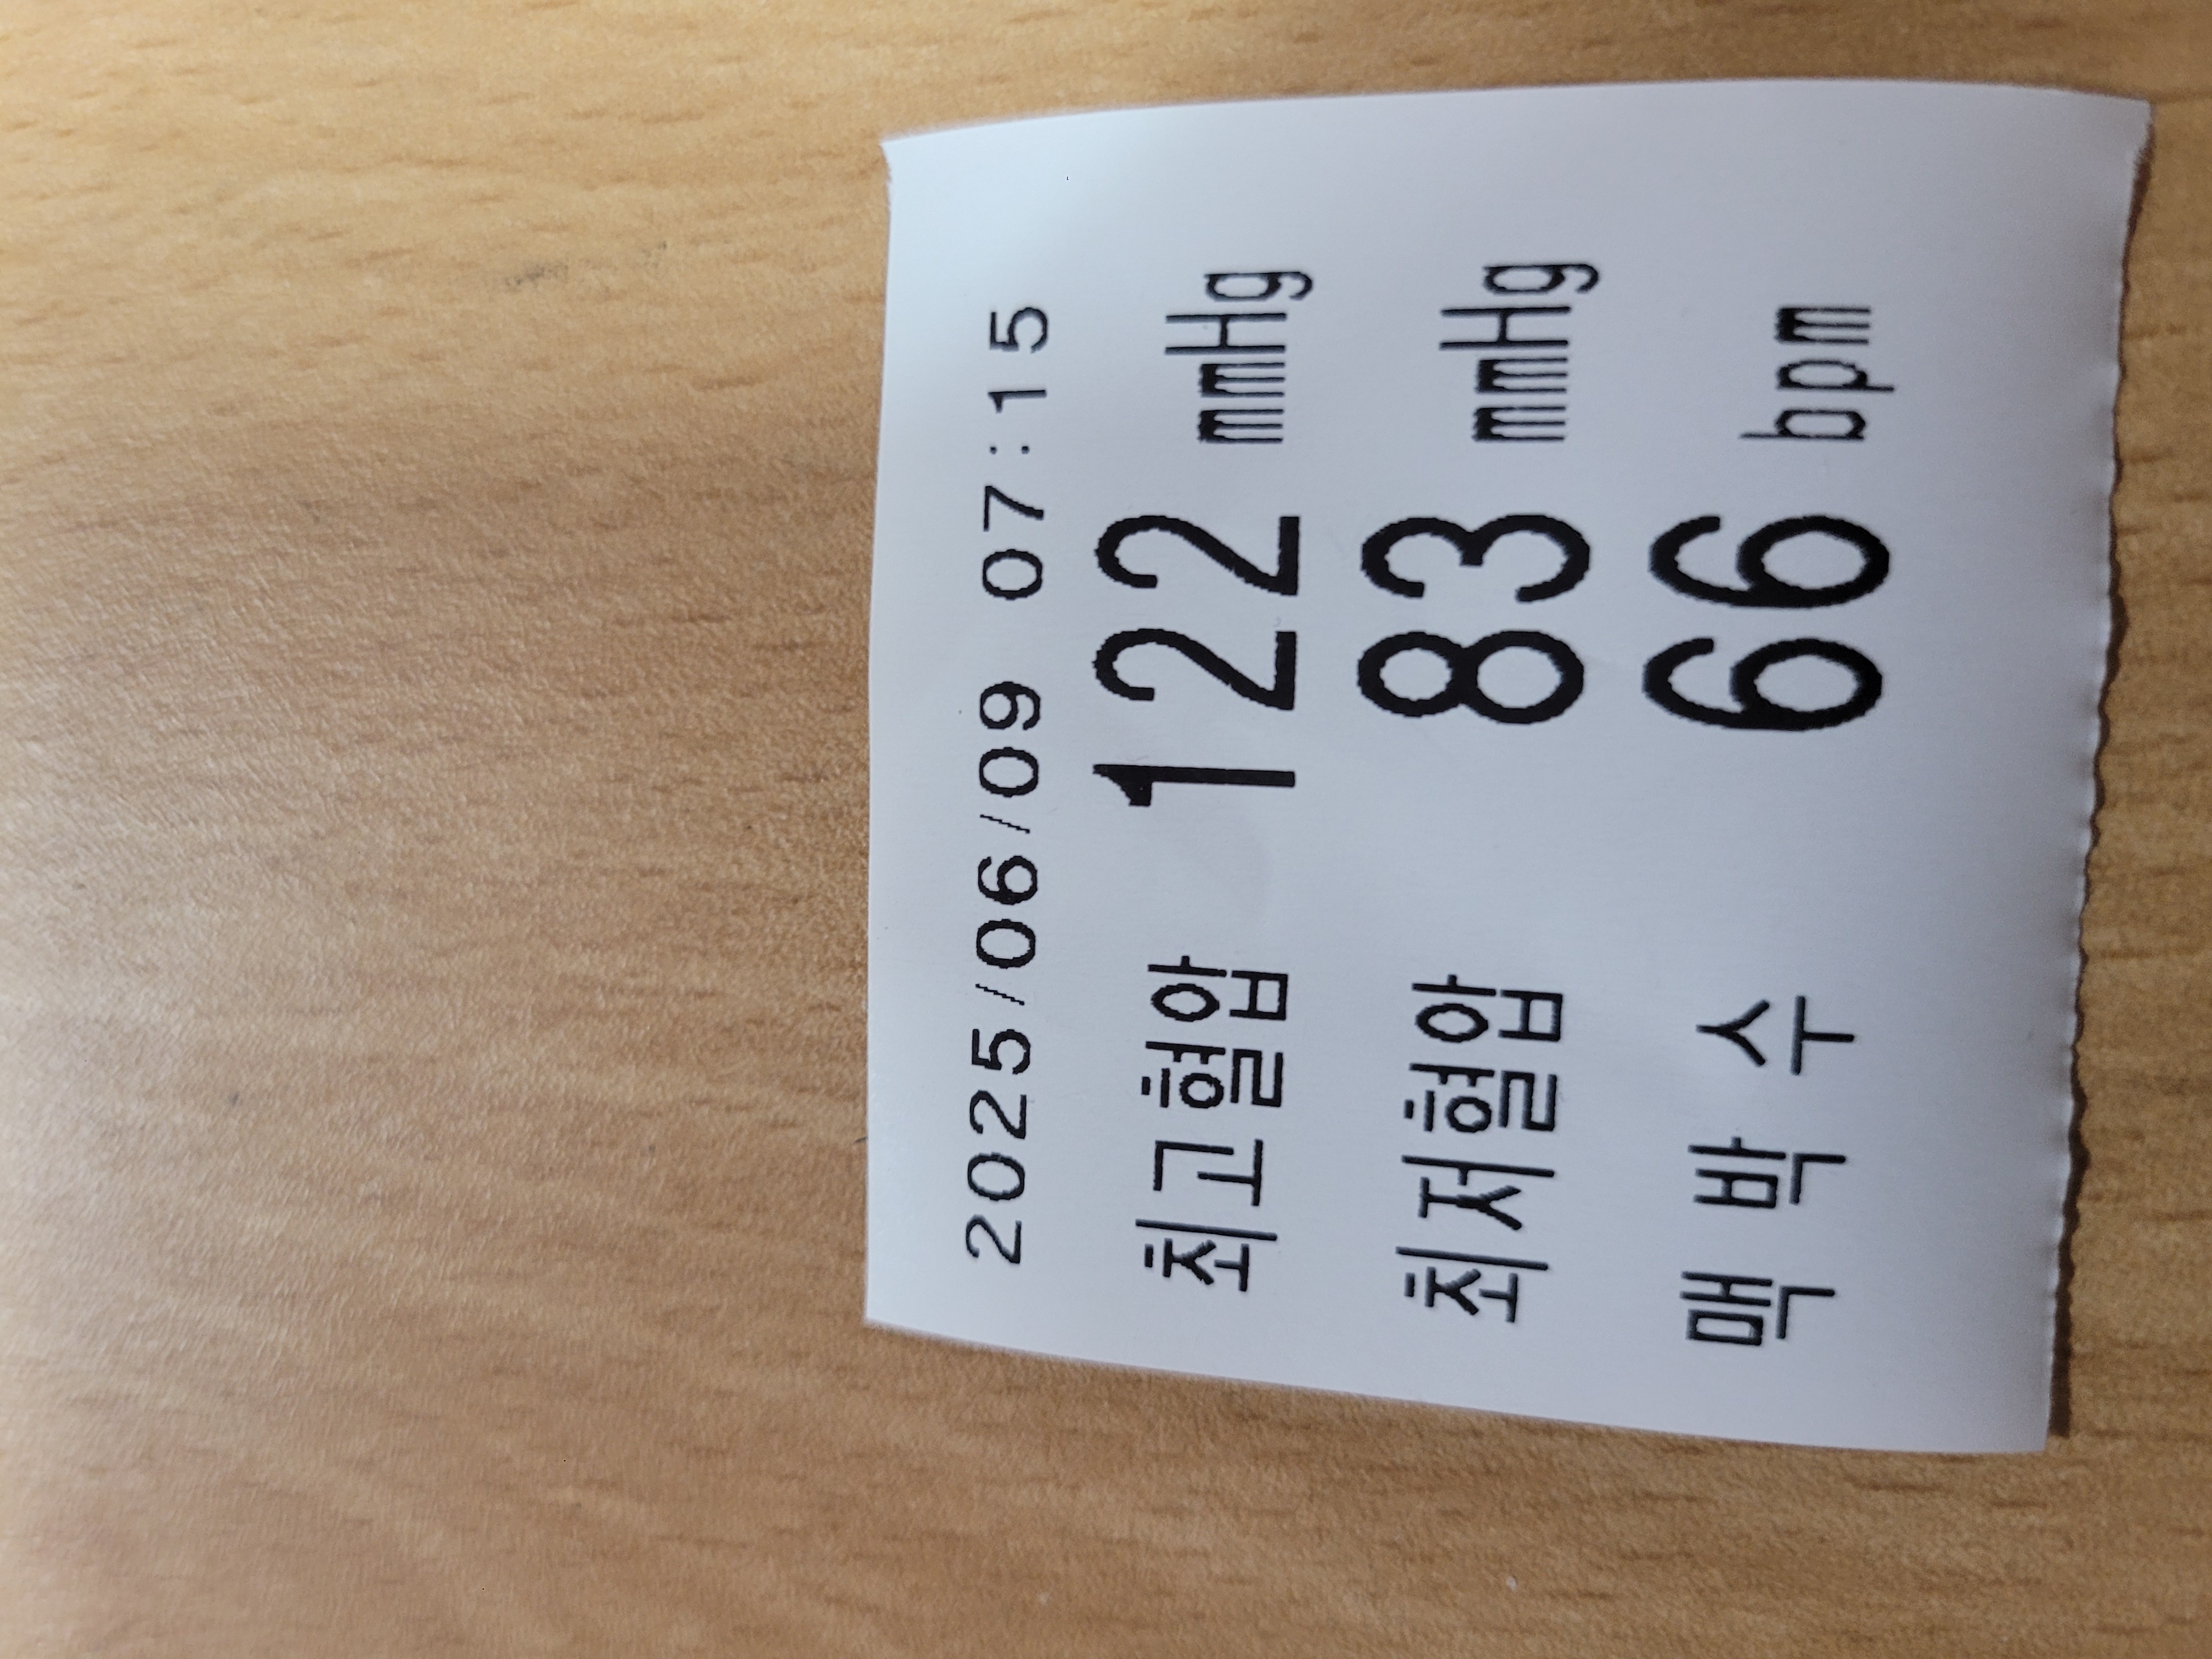 2025/06/09 07:15
최고혈압 122 mmHg
최저혈압 83 mmHg
맥 박 수 66 bpm